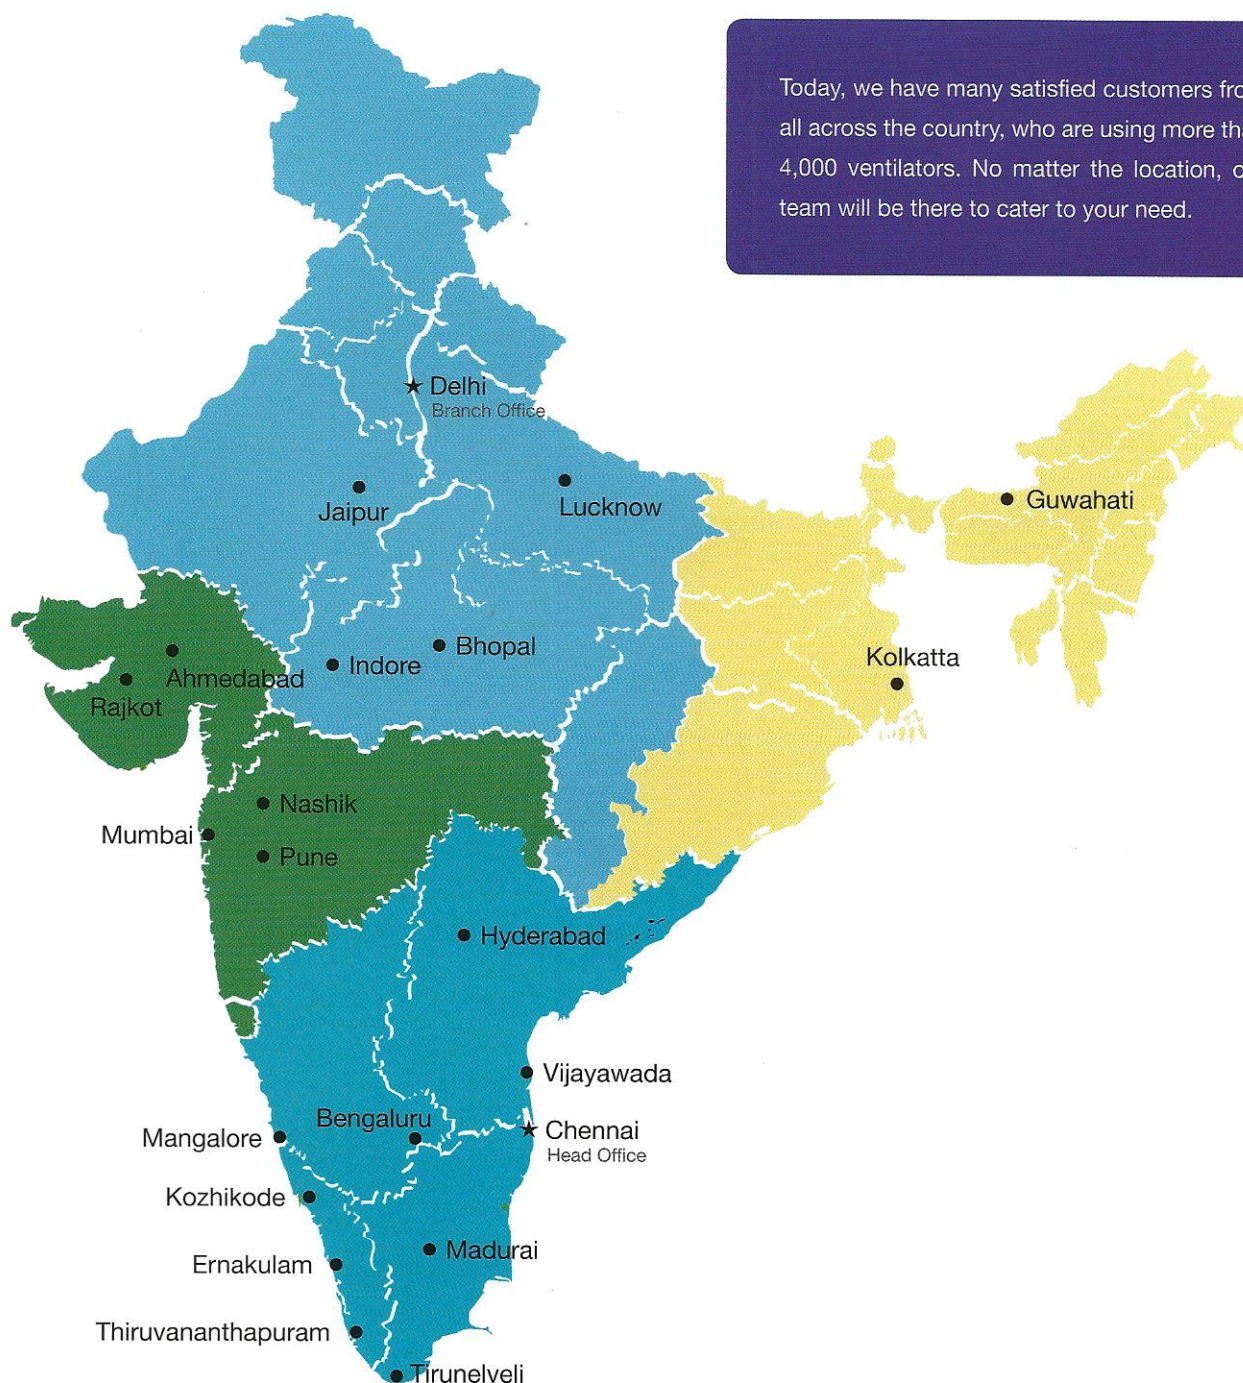 Today, we have many satisfied customers
all across the country, who are using more
4,000 ventilators. No matter the location,
team will be there to cater to your need.
Delhi
Branch Office
Jaipur
Lucknow
Guwahati
Ahmedabad
Rajkot
Indore
Bhopal
Kolkatta
Nashik
Mumbai
Pune
Hyderabad
Vijayawada
Bengaluru
Chennai
Head Office
Mangalore
Kozhikode
Madurai
Ernakulam
Thiruvananthapuram
Tirunelveli